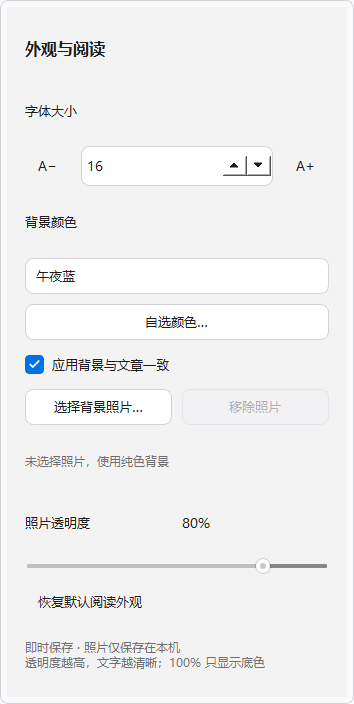 外观与阅读
字体大小
A− 16 A+
背景颜色
午夜蓝
自选颜色...
应用背景与文章一致
选择背景照片... 移除照片
未选择照片，使用纯色背景
照片透明度 80%
恢复默认阅读外观
即时保存 · 照片仅保存在本机
透明度越高，文字越清晰；100% 只显示底色